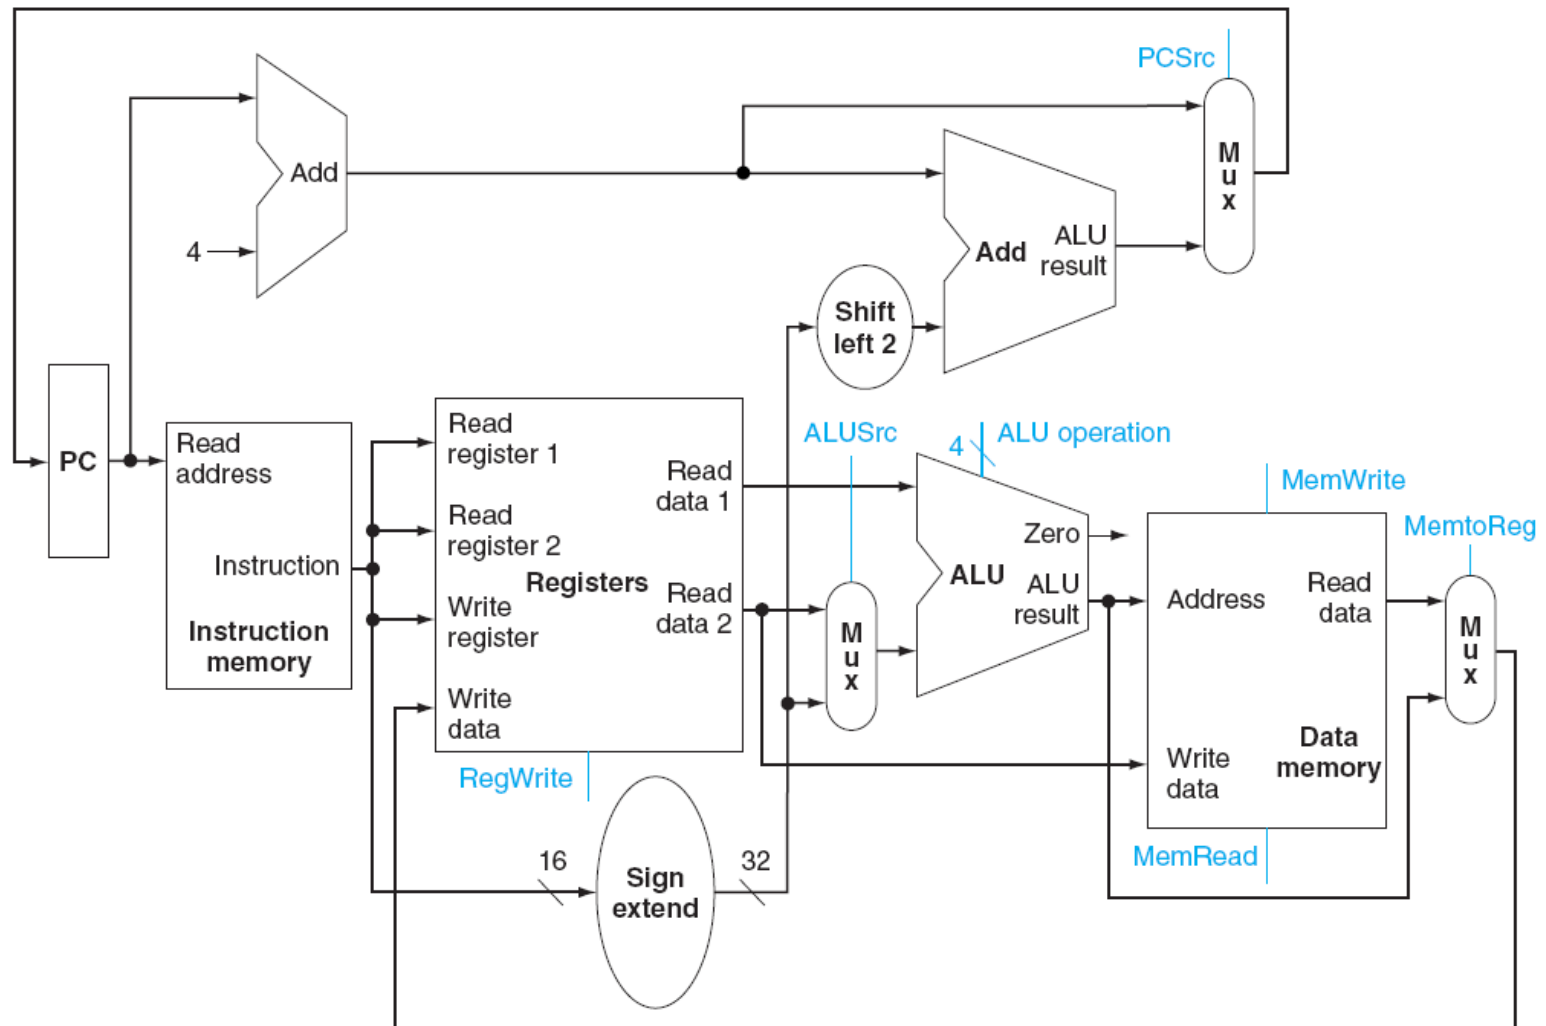 PCSrc
M
u
x
Add
4
Add
ALU
result
Shift
left 2
PC
Read
address
Instruction
Instruction
memory
Read
register 1
Read
register 2
Write
register
Write
data
Registers
Read
data 1
Read
data 2
RegWrite
16
Sign
extend
32
ALUSrc
M
u
x
4
ALU operation
Zero
ALU
ALU
result
MemWrite
Address
Read
data
Write
data
Data
memory
MemRead
MemtoReg
M
u
x